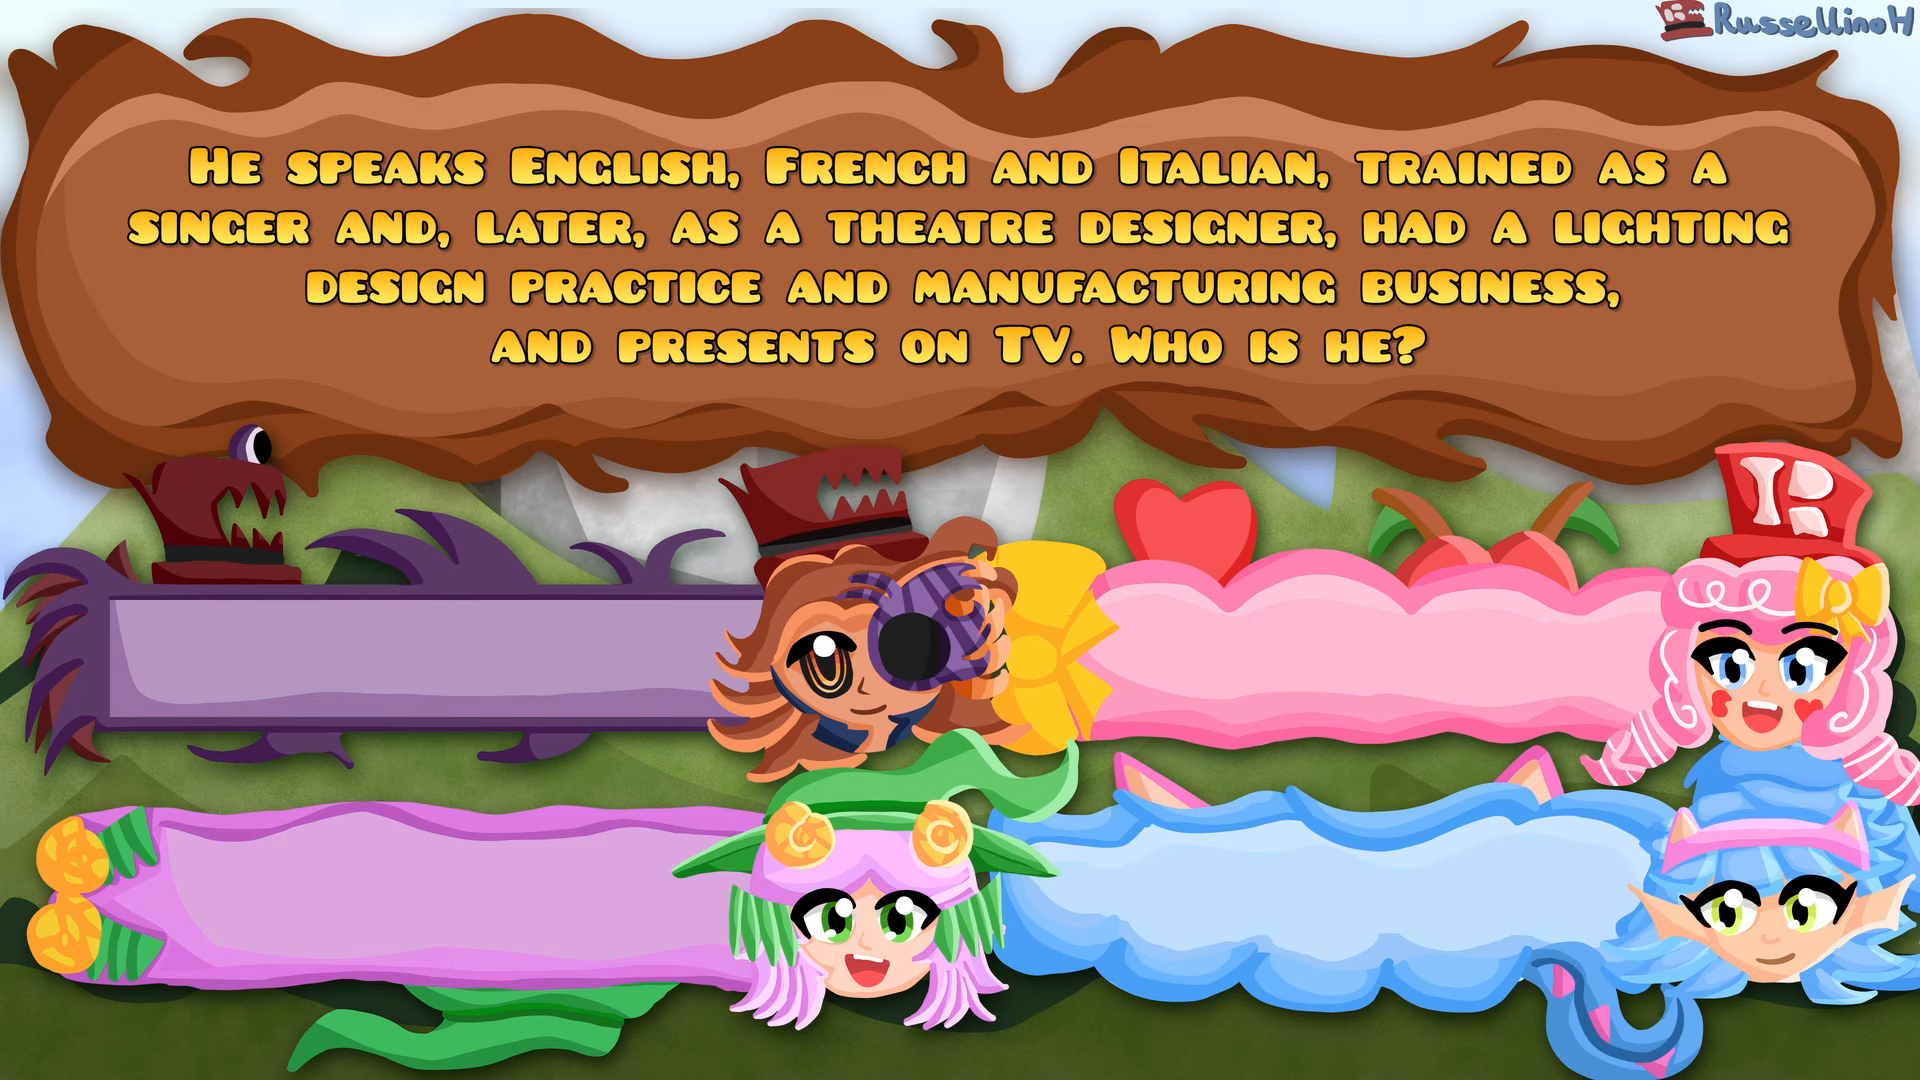 RussellinoH
He speaks English, French and Italian, trained as a
singer and, later, as a theatre designer, had a lighting
design practice and manufacturing business,
and presents on TV. Who is he?